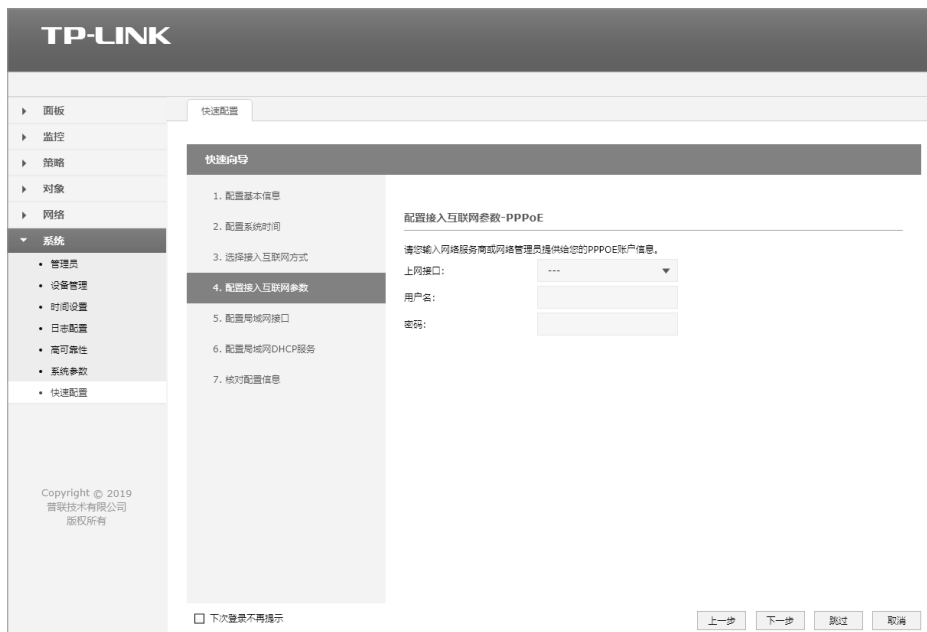 TP-LINK
面板
监控
策略
对象
网络
系统
管理员
设备管理
时间设置
日志配置
高可靠性
系统参数
快速配置
Copyright © 2019
普联技术有限公司
版权所有
快速配置
快速向导
1. 配置基本信息
2. 配置系统时间
3. 选择接入互联网方式
4. 配置接入互联网参数
5. 配置局域网接口
6. 配置局域网DHCP服务
7. 核对配置信息
配置接入互联网参数-PPPoE
请您输入网络服务商或网络管理员提供给您的PPPOE账户信息。
上网接口: ---
用户名:
密码:
下次登录不再提示
上一步 下一步 跳过 取消